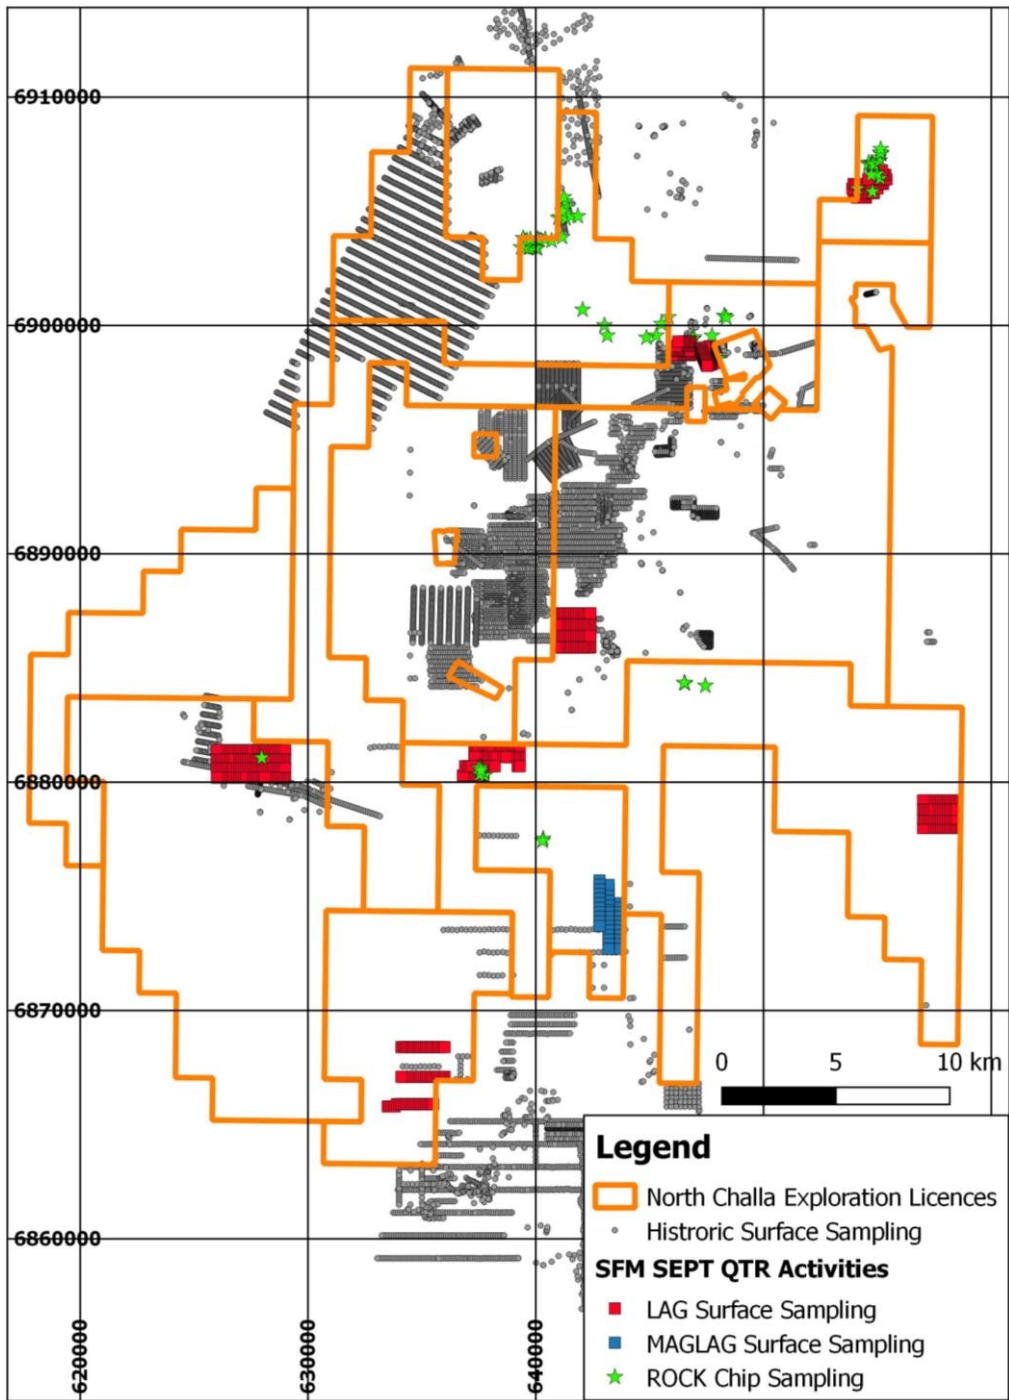 6910000
6900000
6890000
6880000
6870000
0 5 10 km
6860000
620000
630000
640000
Legend
North Challa Exploration Licences
Histroric Surface Sampling
SFM SEPT QTR Activities
LAG Surface Sampling
MAGLAG Surface Sampling
ROCK Chip Sampling